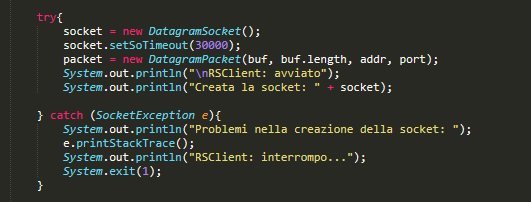 try{
socket = new DatagramSocket();
socket.setSoTimeout(30000);
packet = new DatagramPacket(buf, buf.length, addr, port);
System.out.println("\nRSClient: avviato");
System.out.println("Creata la socket: " + socket);
} catch (SocketException e){
System.out.println("Problemi nella creazione della socket: ");
e.printStackTrace();
System.out.println("RSClient: interrompo...");
System.exit(1);
}